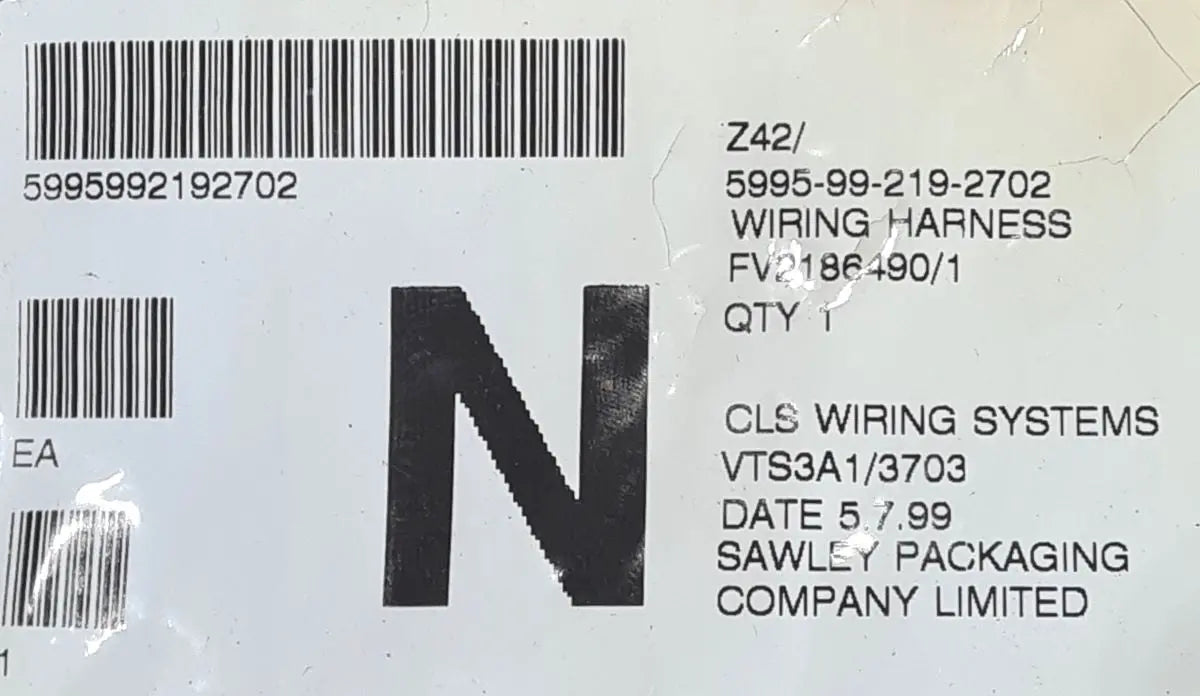 5995992192702
EA
1
N
Z42/
5995-99-219-2702
WIRING HARNESS
FV2186490/1
QTY 1
CLS WIRING SYSTEMS
VTS3A1/3703
DATE 5.7.99
SAWLEY PACKAGING
COMPANY LIMITED